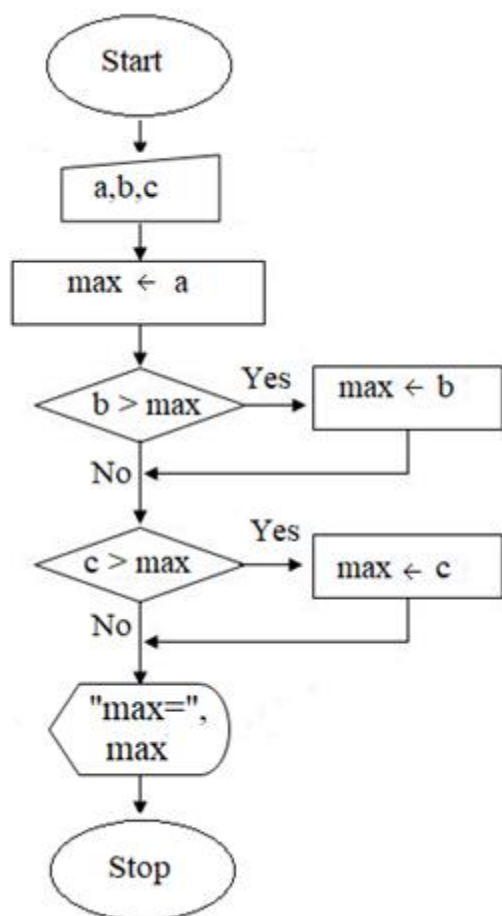 Start
a,b,c
max ← a
b > max
Yes
max ← b
No
c > max
Yes
max ← c
No
"max=",
max
Stop